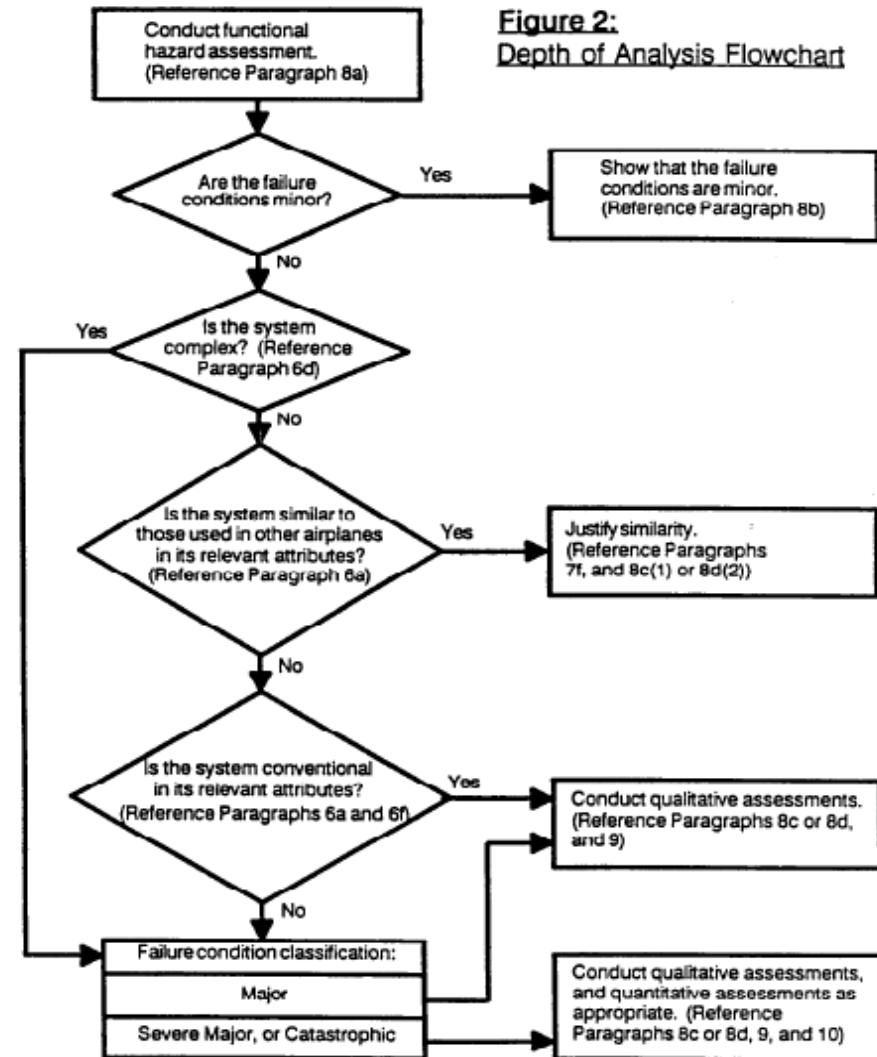 Figure 2:
Depth of Analysis Flowchart
Conduct functional
hazard assessment.
(Reference Paragraph 8a)
Are the failure
conditions minor?
Yes
Show that the failure
conditions are minor.
(Reference Paragraph 8b)
No
Yes
Is the system
complex? (Reference
Paragraph 6d)
No
Is the system similar to
those used in other airplanes
in its relevant attributes?
(Reference Paragraph 6a)
Yes
Justify similarity.
(Reference Paragraphs
7f, and 8c(1) or 8d(2))
No
Is the system conventional
in its relevant attributes?
(Reference Paragraphs 6a and 6f)
Yes
Conduct qualitative assessments.
(Reference Paragraphs 8c or 8d,
and 9)
No
Failure condition classification:
Major
Severe Major, or Catastrophic
Conduct qualitative assessments,
and quantitative assessments as
appropriate. (Reference
Paragraphs 8c or 8d, 9, and 10)